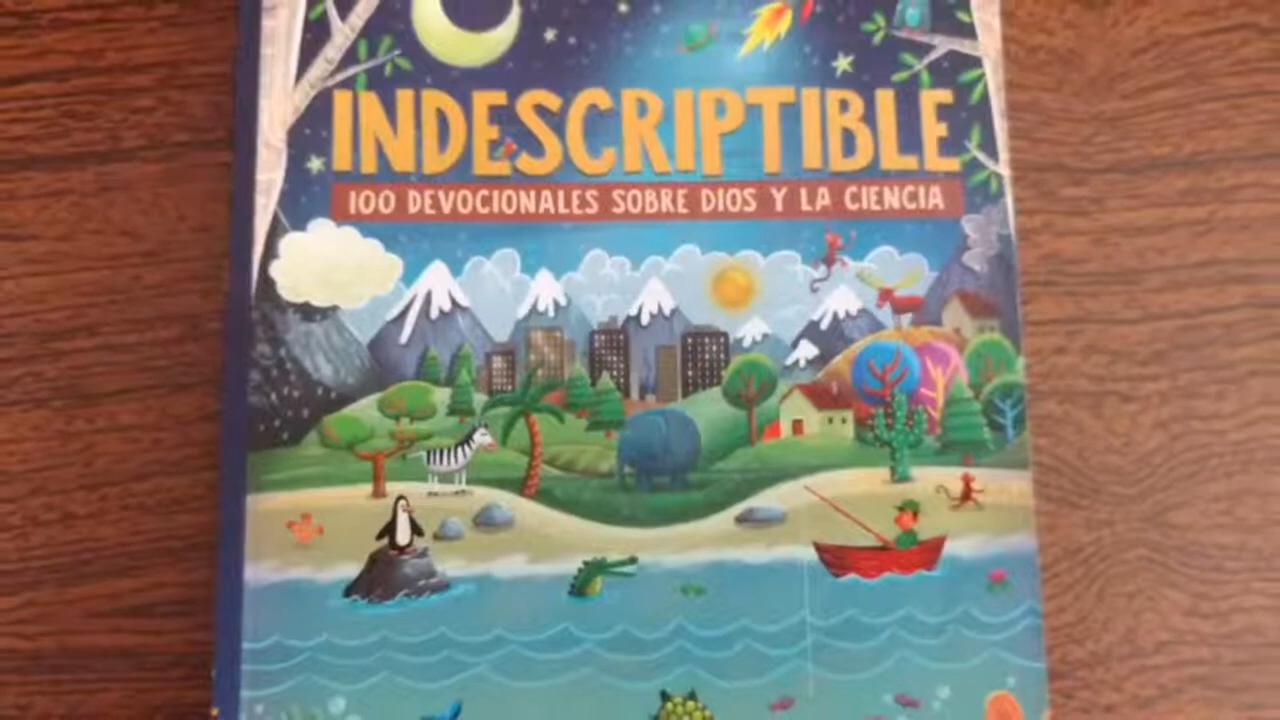 INDESCRIPTIBLE
100 DEVOCIONALES SOBRE DIOS Y LA CIENCIA